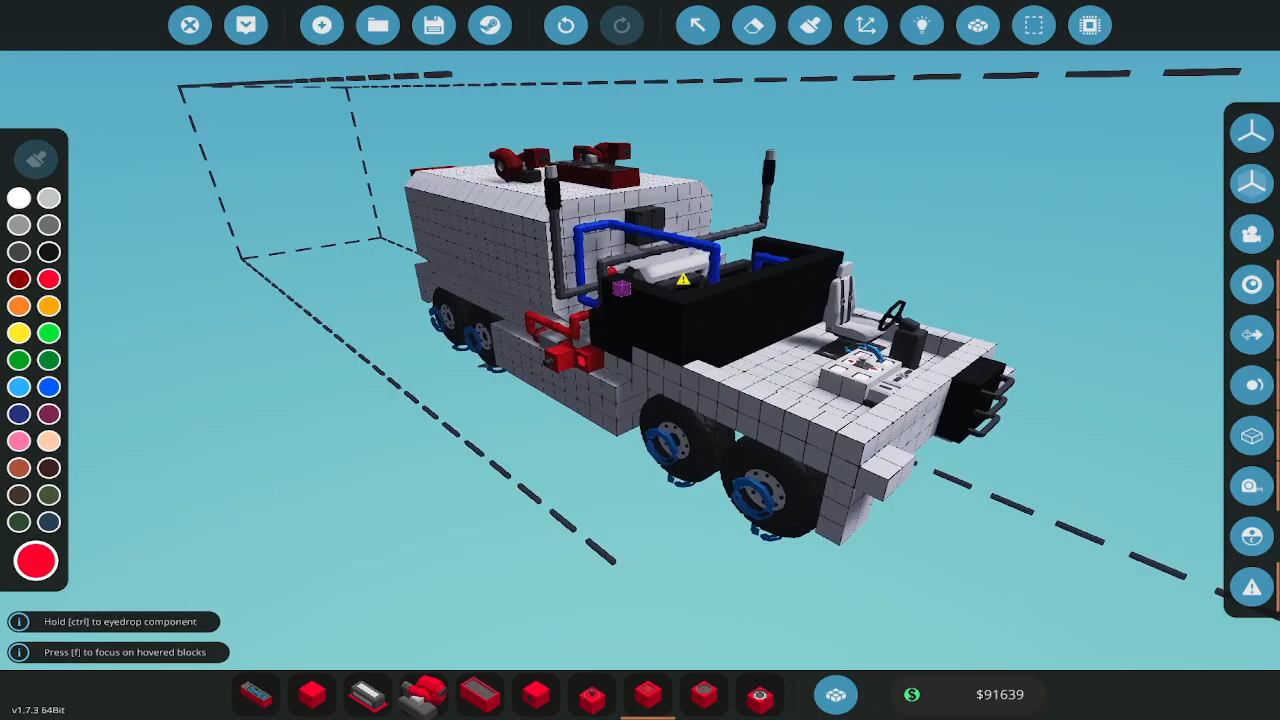 Hold [ctrl] to eyedrop component
Press [f] to focus on hovered blocks
v1.7.3 64Bit
$91639